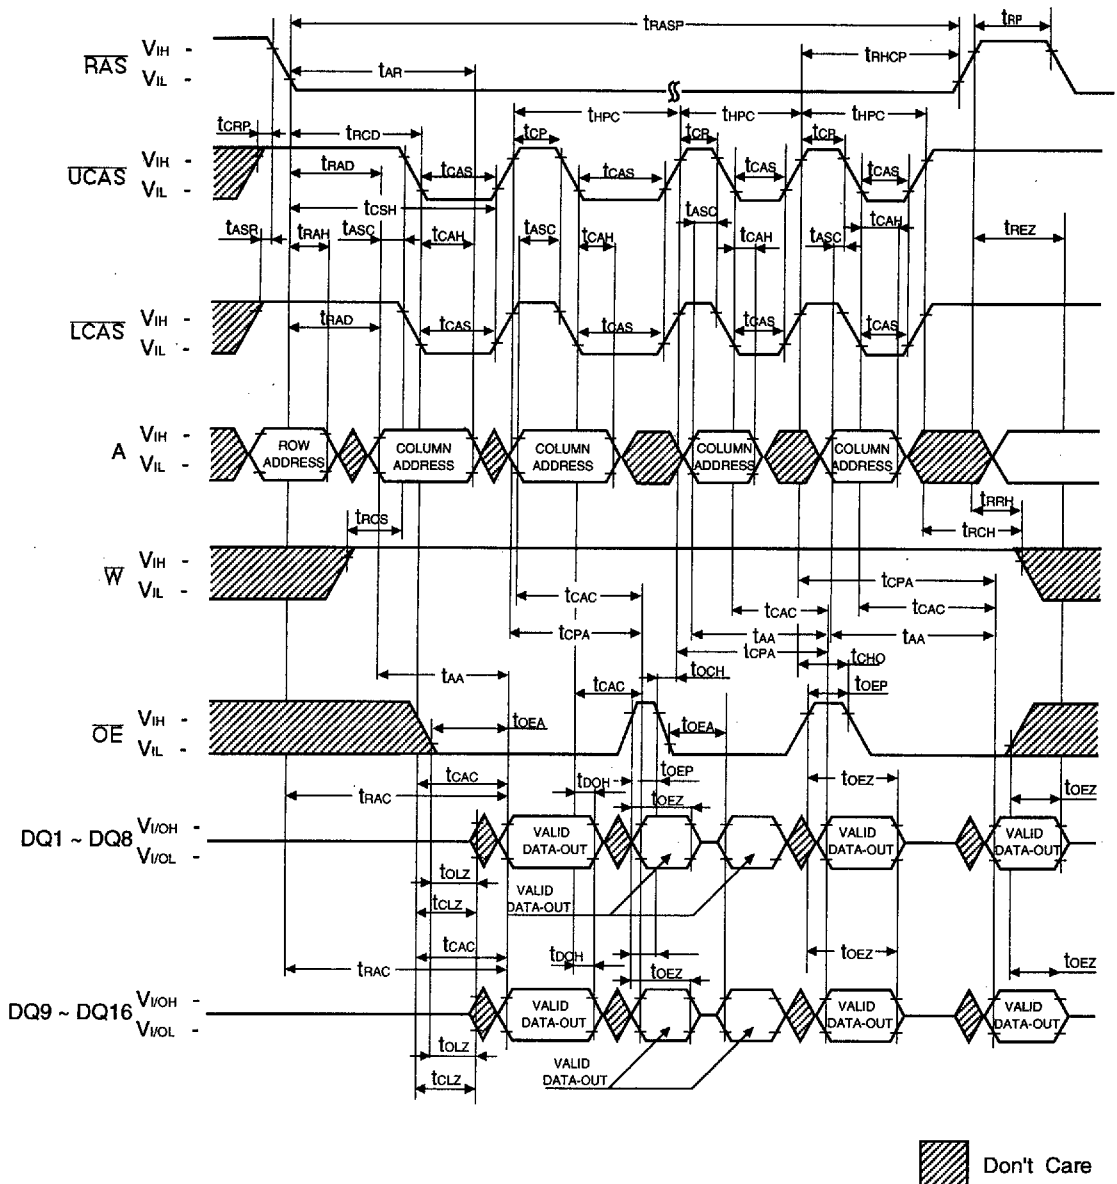 tRASP tRP
RAS VIH -
VIL -
tAR tRHCP
tCRP tRCD tHPC tHPC tHPC
tCP tCP tCP
UCAS VIH -
VIL -
tRAD tCAS tCAS tCAS tCAS
tCSH
tASR tRAH tASC tCAH tASC tCAH tASC tCAH tASC tCAH tREZ
LCAS VIH -
VIL -
tRAD tCAS tCAS tCAS tCAS
A VIH -
VIL -
ROW ADDRESS
COLUMN ADDRESS
COLUMN ADDRESS
COLUMN ADDRESS
COLUMN ADDRESS
tRCS tRRH
tRCH
W VIH -
VIL -
tCPA
tCAC tCAC tCAC
tCPA tAA tAA
tCPA tCHO
tAA tCAC tOCH tOEP
OE VIH -
VIL -
tOEA tOEA
tCAC tDOH tOEP tOEZ tOEZ
tRAC tOEZ
DQ1 ~ DQ8 VI/OH -
VI/OL -
VALID DATA-OUT
VALID DATA-OUT
VALID DATA-OUT
tOLZ VALID DATA-OUT
tCLZ
tCAC tDOH tOEZ tOEZ
tRAC tOEZ
DQ9 ~ DQ16 VI/OH -
VI/OL -
VALID DATA-OUT
VALID DATA-OUT
VALID DATA-OUT
tOLZ VALID DATA-OUT
tCLZ
Don't Care